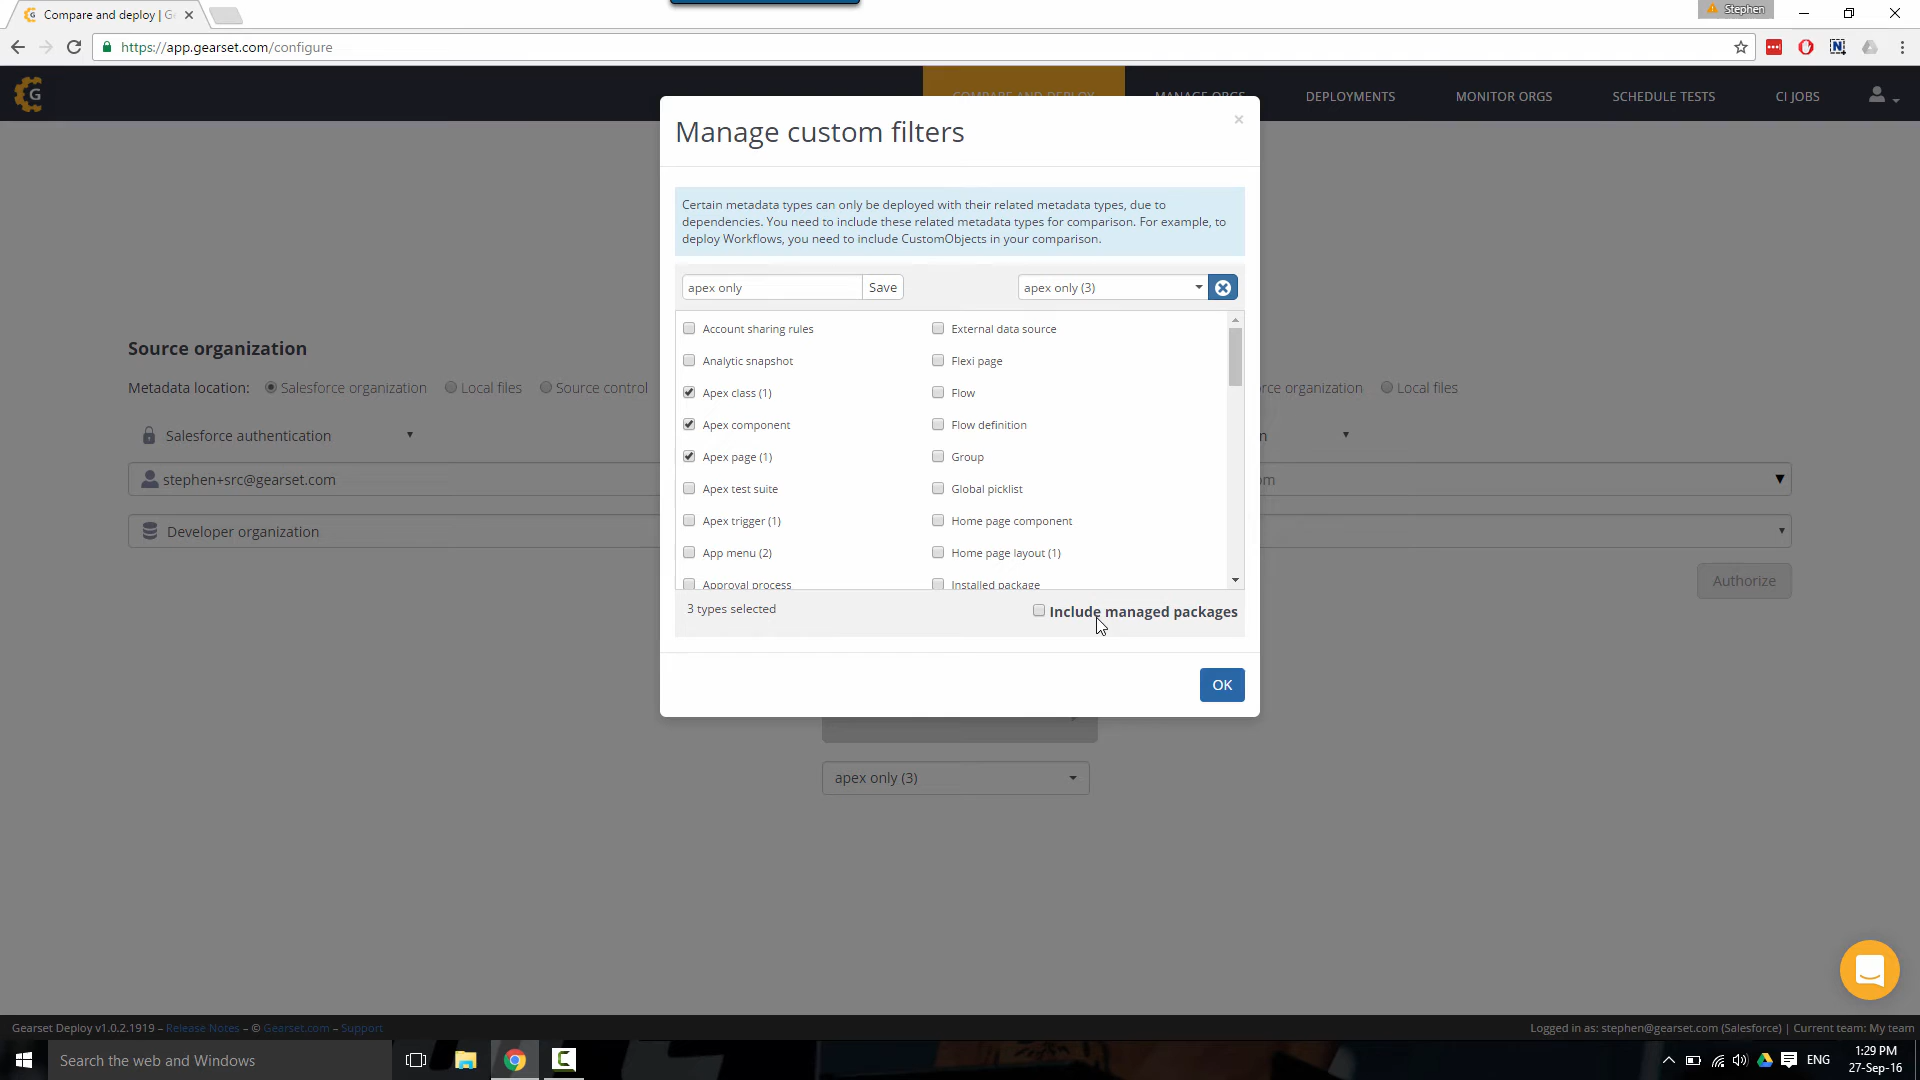 Compare and deploy | G
Stephen
https://app.gearset.com/configure
COMPARE AND DEPLOY
MANAGE ORGS
DEPLOYMENTS
MONITOR ORGS
SCHEDULE TESTS
CI JOBS
Manage custom filters
×
Certain metadata types can only be deployed with their related metadata types, due to
dependencies. You need to include these related metadata types for comparison. For example, to
deploy Workflows, you need to include CustomObjects in your comparison.
apex only
Save
apex only (3)
Account sharing rules
External data source
Analytic snapshot
Flexi page
Apex class (1)
Flow
Apex component
Flow definition
Apex page (1)
Group
Apex test suite
Global picklist
Apex trigger (1)
Home page component
App menu (2)
Home page layout (1)
Approval process
Installed package
3 types selected
Include managed packages
OK
Source organization
Metadata location:
Salesforce organization
Local files
Source control
rce organization
Local files
Salesforce authentication
n
stephen+src@gearset.com
om
Developer organization
Authorize
apex only (3)
Gearset Deploy v1.0.2.1919 – Release Notes – © Gearset.com – Support
Logged in as: stephen@gearset.com (Salesforce) | Current team: My team
Search the web and Windows
ENG
1:29 PM
27-Sep-16